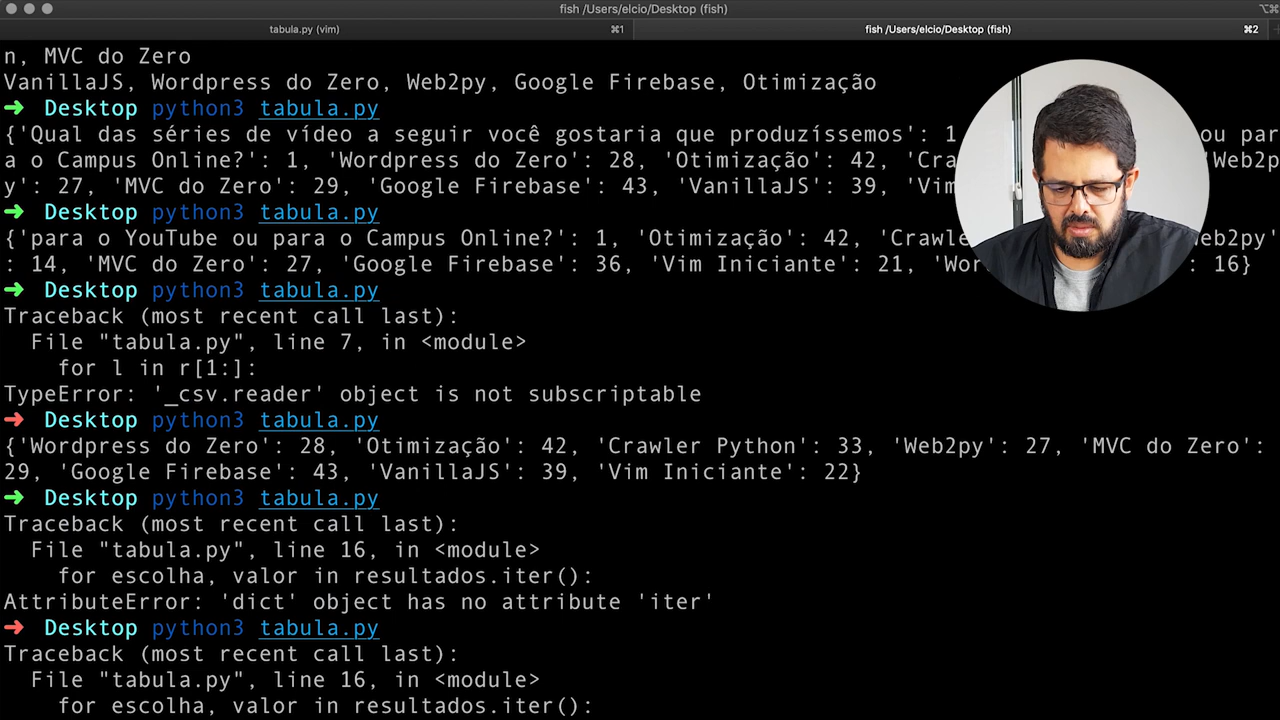 fish /Users/elcio/Desktop (fish)
tabula.py (vim) ⌘1 fish /Users/elcio/Desktop (fish) ⌘2
n, MVC do Zero
VanillaJS, Wordpress do Zero, Web2py, Google Firebase, Otimização
➜ Desktop python3 tabula.py
{'Qual das séries de vídeo a seguir você gostaria que produzíssemos': 1 ou par
a o Campus Online?': 1, 'Wordpress do Zero': 28, 'Otimização': 42, 'Cra 'Web2p
y': 27, 'MVC do Zero': 29, 'Google Firebase': 43, 'VanillaJS': 39, 'Vim
➜ Desktop python3 tabula.py
{'para o YouTube ou para o Campus Online?': 1, 'Otimização': 42, 'Crawle Web2py'
: 14, 'MVC do Zero': 27, 'Google Firebase': 36, 'Vim Iniciante': 21, 'Wor : 16}
➜ Desktop python3 tabula.py
Traceback (most recent call last):
File "tabula.py", line 7, in <module>
for l in r[1:]:
TypeError: '_csv.reader' object is not subscriptable
➜ Desktop python3 tabula.py
{'Wordpress do Zero': 28, 'Otimização': 42, 'Crawler Python': 33, 'Web2py': 27, 'MVC do Zero':
29, 'Google Firebase': 43, 'VanillaJS': 39, 'Vim Iniciante': 22}
➜ Desktop python3 tabula.py
Traceback (most recent call last):
File "tabula.py", line 16, in <module>
for escolha, valor in resultados.iter():
AttributeError: 'dict' object has no attribute 'iter'
➜ Desktop python3 tabula.py
Traceback (most recent call last):
File "tabula.py", line 16, in <module>
for escolha, valor in resultados.iter():